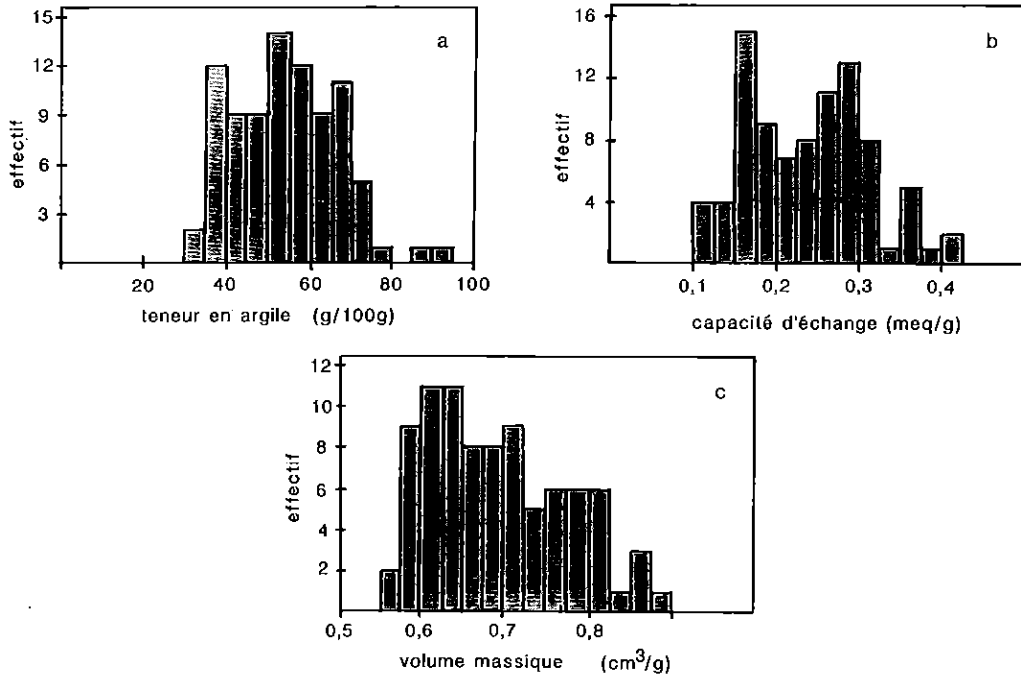 a
15
12
9
6
3
effectif
20 40 60 80 100
teneur en argile (g/100g)
b
16
12
8
4
effectif
0,1 0,2 0,3 0,4
capacité d'échange (meq/g)
c
12
10
8
6
4
2
effectif
0,5 0,6 0,7 0,8
volume massique (cm³/g)